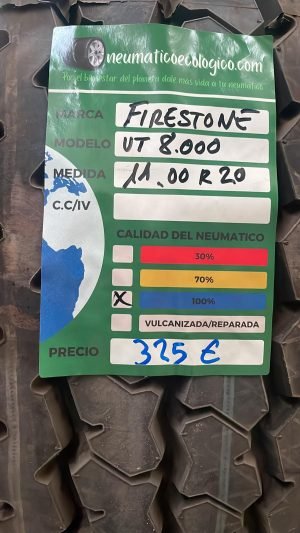 neumaticoecologico.com
Por el bienestar del planeta dale más vida a tu neumático
MARCA FIRESTONE
MODELO UT 8.000
MEDIDA 11.00 R 20
C.C/IV
CALIDAD DEL NEUMATICO
30%
70%
X 100%
VULCANIZADA/REPARADA
PRECIO 325 €